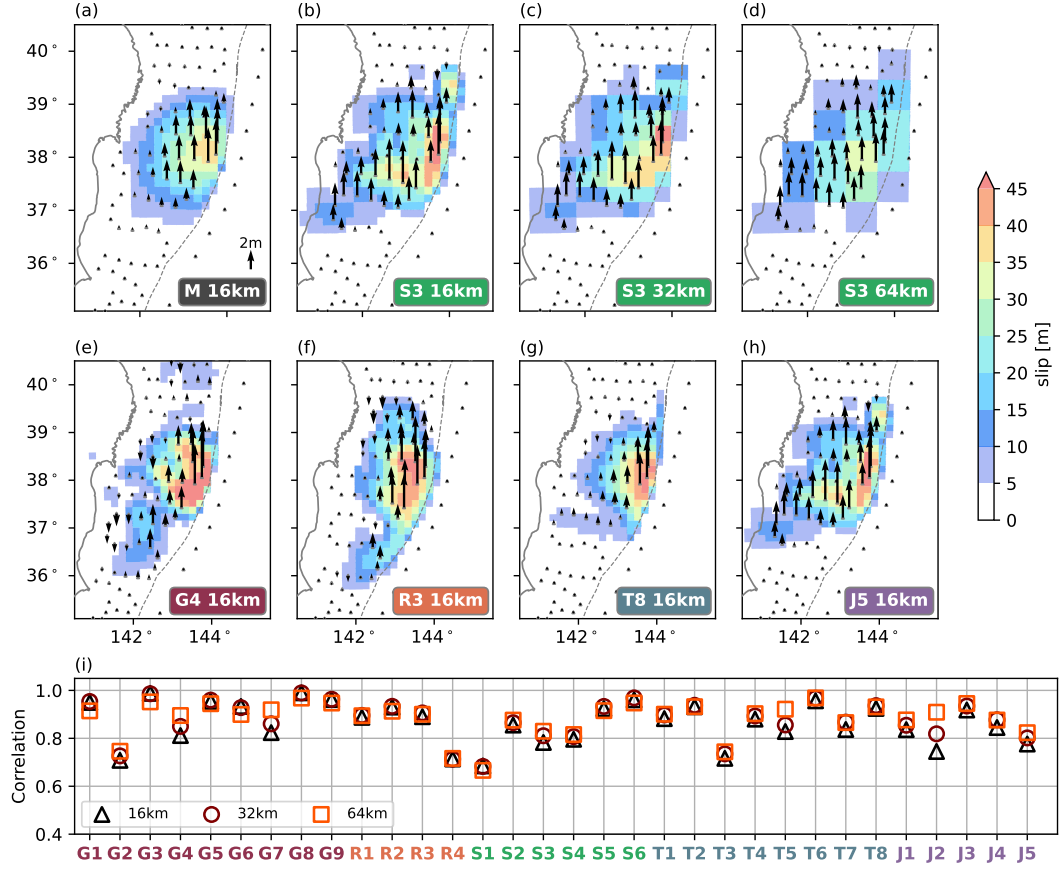 (a) (b) (c) (d)
40°
39°
38°
37°
36°
2m
M 16km S3 16km S3 32km S3 64km
45
40
35
30
25
20
15
10
5
0
slip [m]
(e) (f) (g) (h)
40°
39°
38°
37°
36°
G4 16km R3 16km T8 16km J5 16km
142° 144° 142° 144° 142° 144° 142° 144°
(i)
1.0
0.8
0.6
0.4
Correlation
16km 32km 64km
G1 G2 G3 G4 G5 G6 G7 G8 G9 R1 R2 R3 R4 S1 S2 S3 S4 S5 S6 T1 T2 T3 T4 T5 T6 T7 T8 J1 J2 J3 J4 J5